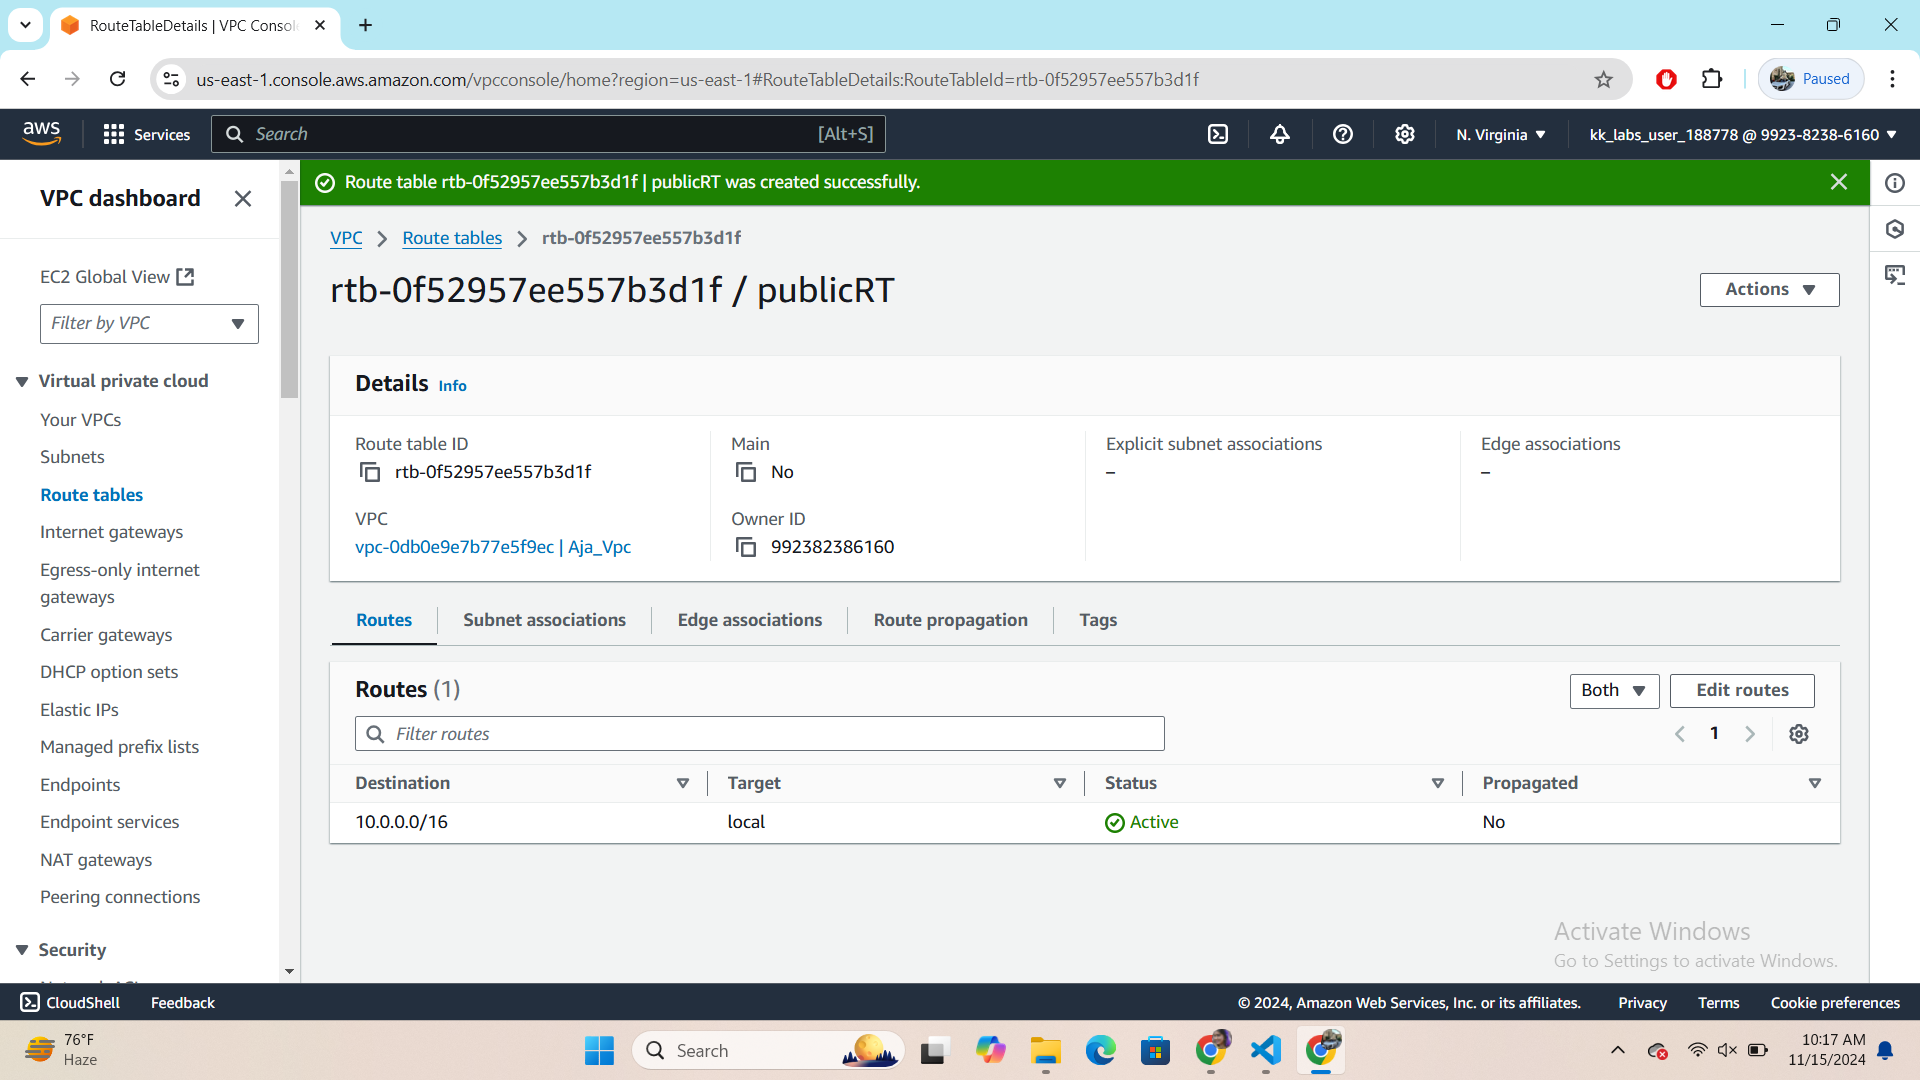 RouteTableDetails | VPC Consol
us-east-1.console.aws.amazon.com/vpcconsole/home?region=us-east-1#RouteTableDetails:RouteTableId=rtb-0f52957ee557b3d1f
Paused
aws
Services
Search
[Alt+S]
N. Virginia
kk_labs_user_188778 @ 9923-8238-6160
VPC dashboard
EC2 Global View
Filter by VPC
Virtual private cloud
Your VPCs
Subnets
Route tables
Internet gateways
Egress-only internet
gateways
Carrier gateways
DHCP option sets
Elastic IPs
Managed prefix lists
Endpoints
Endpoint services
NAT gateways
Peering connections
Security
Route table rtb-0f52957ee557b3d1f | publicRT was created successfully.
VPC
Route tables
rtb-0f52957ee557b3d1f
rtb-0f52957ee557b3d1f / publicRT
Actions
Details Info
Route table ID
rtb-0f52957ee557b3d1f
Main
No
Explicit subnet associations
–
Edge associations
–
VPC
vpc-0db0e9e7b77e5f9ec | Aja_Vpc
Owner ID
992382386160
Routes
Subnet associations
Edge associations
Route propagation
Tags
Routes (1)
Both
Edit routes
Filter routes
1
Destination
Target
Status
Propagated
10.0.0.0/16
local
Active
No
Activate Windows
Go to Settings to activate Windows.
CloudShell
Feedback
© 2024, Amazon Web Services, Inc. or its affiliates.
Privacy
Terms
Cookie preferences
76°F
Haze
Search
10:17 AM
11/15/2024